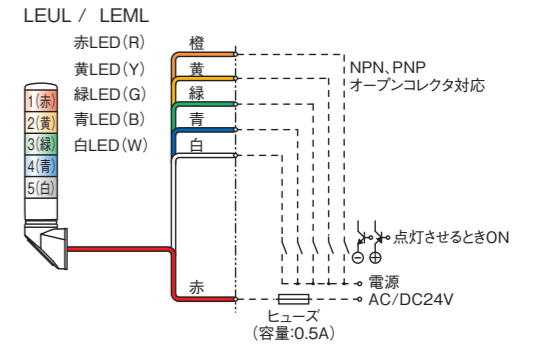 LEUL / LEML
赤LED(R) 橙
黄LED(Y) 黄
緑LED(G) 緑
青LED(B) 青
白LED(W) 白
NPN、PNP
オープンコレクタ対応
1(赤)
2(黄)
3(緑)
4(青)
5(白)
点灯させるときON
赤
電源
AC/DC24V
ヒューズ
(容量:0.5A)